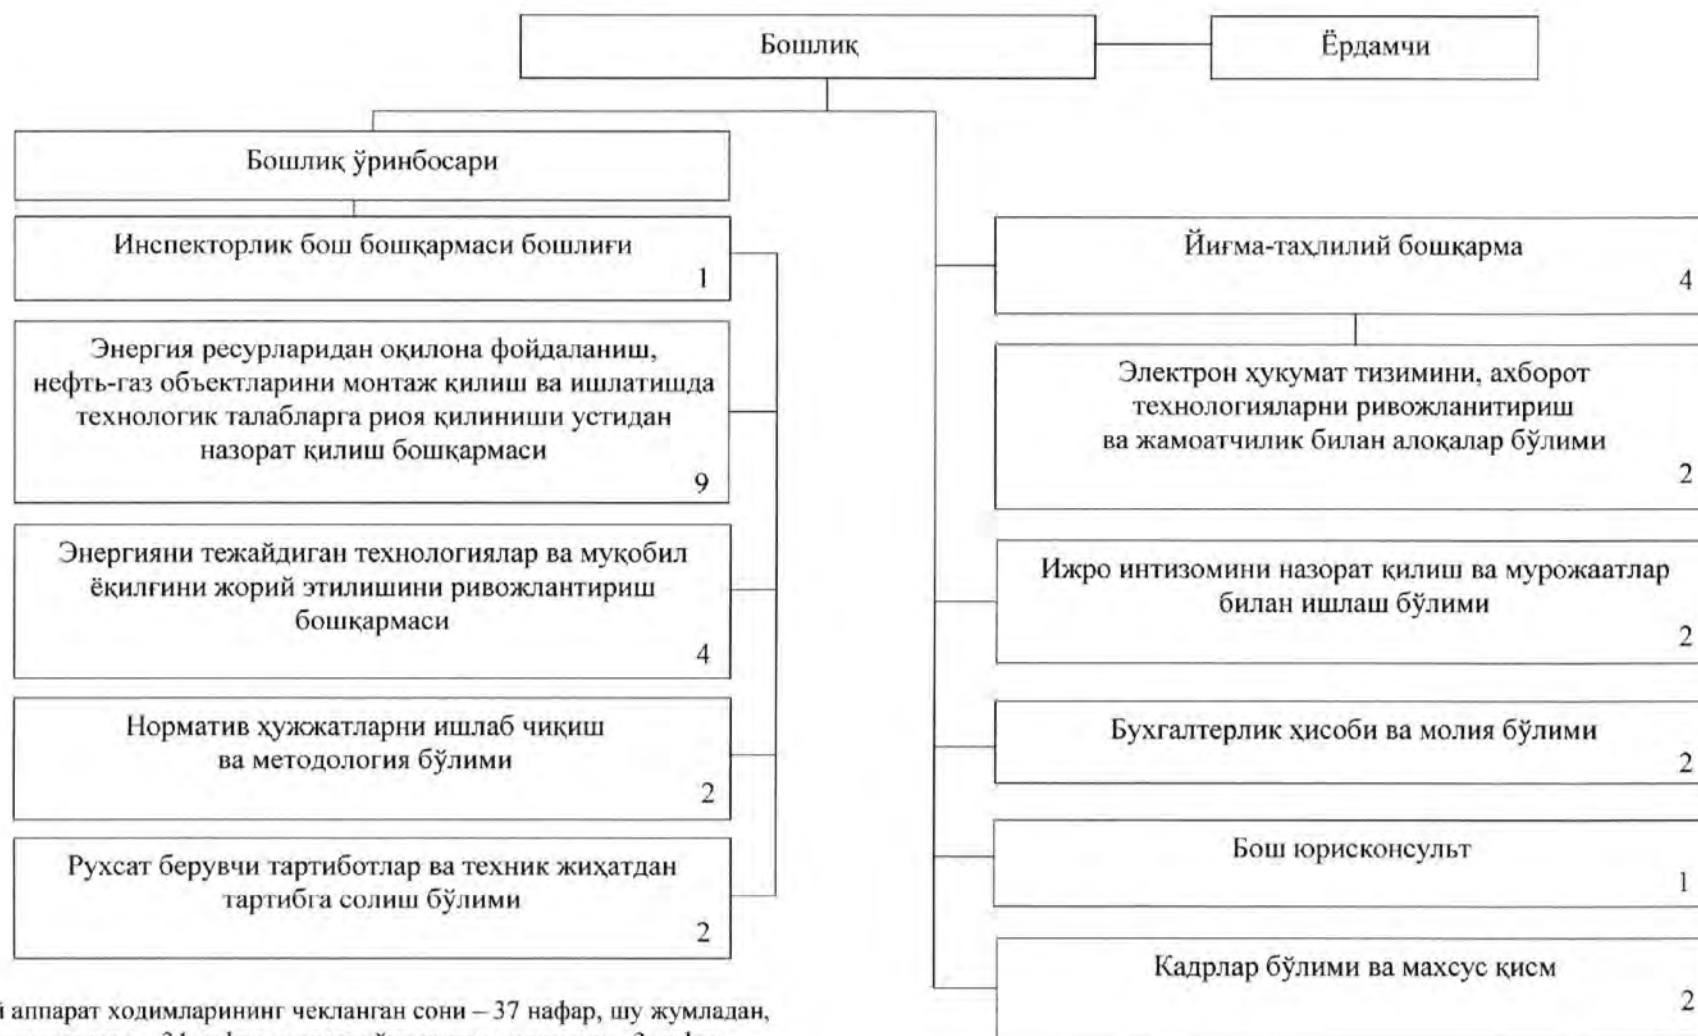 Бошлиқ
Ёрдамчи
Бошлиқ ўринбосари
Инспекторлик бош бошқармаси бошлиғи
1
Энергия ресурларидан оқилона фойдаланиш,
нефть-газ объектларини монтаж қилиш ва ишлатишда
технологик талабларга риоя қилиниши устидан
назорат қилиш бошқармаси
9
Энергияни тежайдиган технологиялар ва муқобил
ёқилғини жорий этилишини ривожлантириш
бошқармаси
4
Норматив ҳужжатларни ишлаб чиқиш
ва методология бўлими
2
Рухсат берувчи тартиботлар ва техник жиҳатдан
тартибга солиш бўлими
2
Йиғма-таҳлилий бошқарма
4
Электрон ҳукумат тизимини, ахборот
технологияларни ривожланитириш
ва жамоатчилик билан алоқалар бўлими
2
Ижро интизомини назорат қилиш ва мурожаатлар
билан ишлаш бўлими
2
Бухгалтерлик ҳисоби ва молия бўлими
2
Бош юрисконсульт
1
Кадрлар бўлими ва махсус қисм
2
аппарат ходимларининг чекланган сони – 37 нафар, шу жумладан,